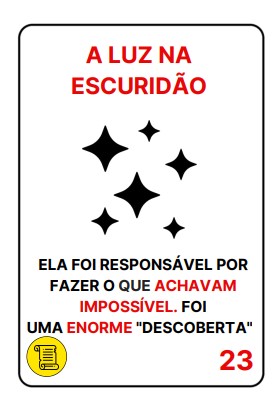 A LUZ NA
ESCURIDÃO
ELA FOI RESPONSÁVEL POR
FAZER O QUE ACHAVAM
IMPOSSÍVEL. FOI
UMA ENORME "DESCOBERTA"
23